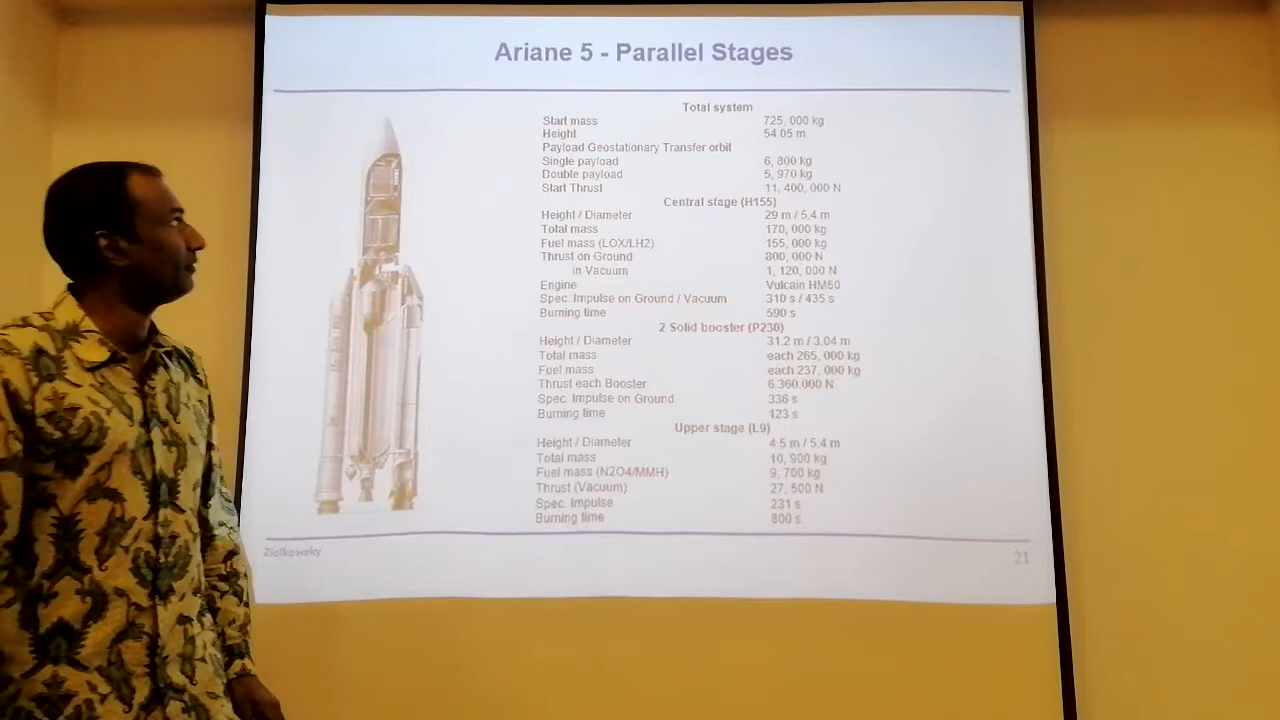 Ariane 5 - Parallel Stages
Total system
Start mass 725, 000 kg
Height 54.05 m
Payload Geostationary Transfer orbit
Single payload 6, 800 kg
Double payload 5, 970 kg
Start Thrust 11, 400, 000 N
Central stage (H155)
Height / Diameter 29 m / 5,4 m
Total mass 170, 000 kg
Fuel mass (LOX/LH2) 155, 000 kg
Thrust on Ground 800, 000 N
in Vacuum 1, 120, 000 N
Engine Vulcain HM60
Spec. Impulse on Ground / Vacuum 310 s / 435 s
Burning time 590 s
2 Solid booster (P230)
Height / Diameter 31.2 m / 3.04 m
Total mass each 265, 000 kg
Fuel mass each 237, 000 kg
Thrust each Booster 6.360.000 N
Spec. Impulse on Ground 336 s
Burning time 123 s
Upper stage (L9)
Height / Diameter 4.5 m / 5.4 m
Total mass 10, 900 kg
Fuel mass (N2O4/MMH) 9, 700 kg
Thrust (Vacuum) 27, 500 N
Spec. Impulse 231 s
Burning time 800 s
Ziolkowsky
21